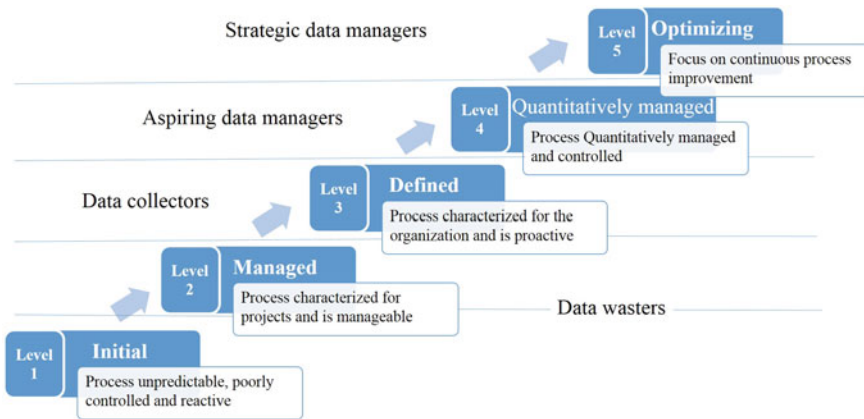 Strategic data managers
Level
5
Optimizing
Focus on continuous process
improvement
Aspiring data managers
Level
4
Quantitatively managed
Process Quantitatively managed
and controlled
Data collectors
Level
3
Defined
Process characterized for the
organization and is proactive
Level
2
Managed
Process characterized for
projects and is manageable
Data wasters
Level
1
Initial
Process unpredictable, poorly
controlled and reactive